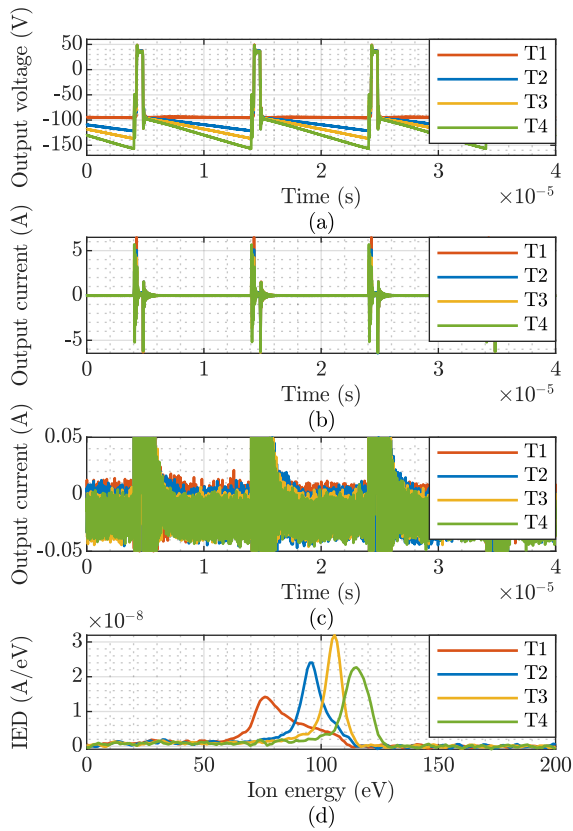 Output voltage (V)
50
0
-50
-100
-150
T1
T2
T3
T4
0
1
2
3
4
Time (s)
×10⁻⁵
(a)
Output current (A)
5
0
-5
T1
T2
T3
T4
0
1
2
3
4
Time (s)
×10⁻⁵
(b)
Output current (A)
0.05
0
-0.05
T1
T2
T3
T4
0
1
2
3
4
Time (s)
×10⁻⁵
(c)
×10⁻⁸
IED (A/eV)
3
2
1
0
T1
T2
T3
T4
0
50
100
150
200
Ion energy (eV)
(d)